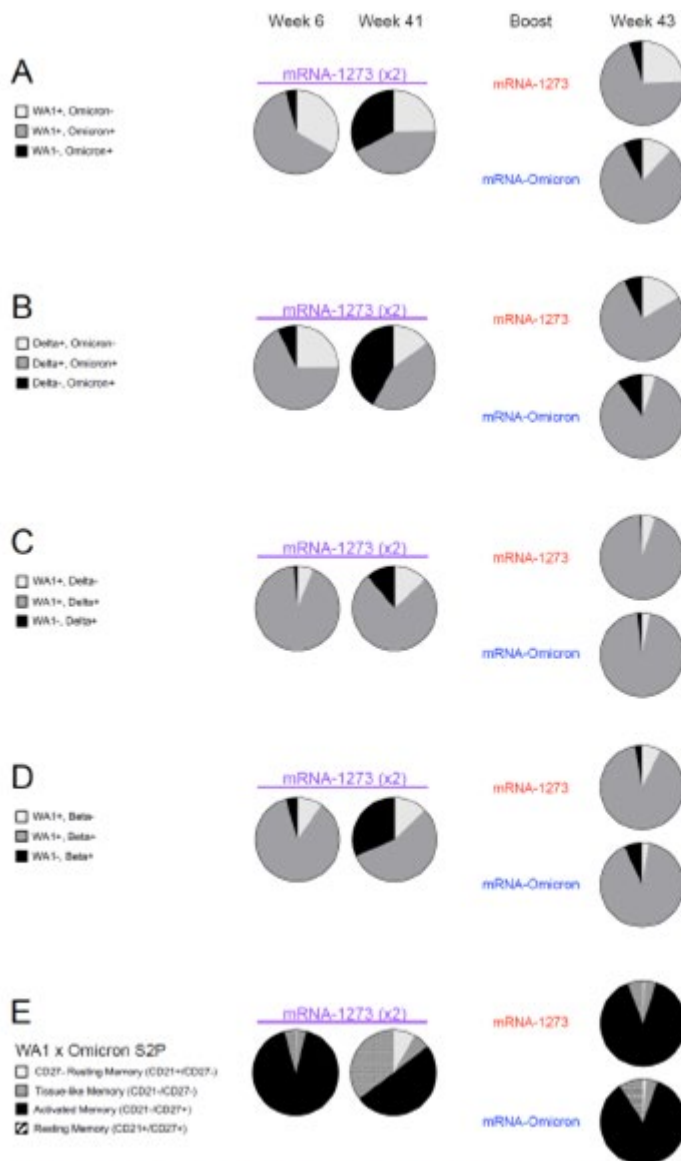 Week 6 Week 41 Boost Week 43
A
mRNA-1273 (x2)
mRNA-1273
WA1+, Omicron-
WA1+, Omicron+
WA1-, Omicron+
mRNA-Omicron
B
mRNA-1273 (x2)
mRNA-1273
Delta+, Omicron-
Delta+, Omicron+
Delta-, Omicron+
mRNA-Omicron
C
mRNA-1273 (x2)
mRNA-1273
WA1+, Delta-
WA1+, Delta+
WA1-, Delta+
mRNA-Omicron
D
mRNA-1273 (x2)
mRNA-1273
WA1+, Beta-
WA1+, Beta+
WA1-, Beta+
mRNA-Omicron
E
mRNA-1273 (x2)
mRNA-1273
WA1 x Omicron S2P
CD27- Resting Memory (CD21+/CD27-)
Tissue-like Memory (CD21-/CD27-)
Activated Memory (CD21-/CD27+)
Resting Memory (CD21+/CD27+)
mRNA-Omicron